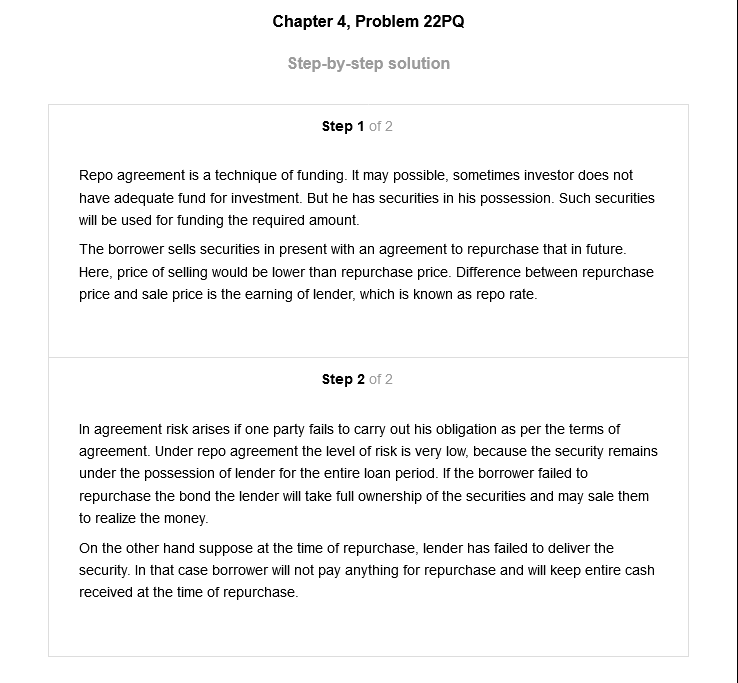 Chapter 4, Problem 22PQ
Step-by-step solution
Step 1 of 2
Repo agreement is a technique of funding. It may possible, sometimes investor does not
have adequate fund for investment. But he has securities in his possession. Such securities
will be used for funding the required amount.
The borrower sells securities in present with an agreement to repurchase that in future.
Here, price of selling would be lower than repurchase price. Difference between repurchase
price and sale price is the earning of lender, which is known as repo rate.
Step 2 of 2
In agreement risk arises if one party fails to carry out his obligation as per the terms of
agreement. Under repo agreement the level of risk is very low, because the security remains
under the possession of lender for the entire loan period. If the borrower failed to
repurchase the bond the lender will take full ownership of the securities and may sale them
to realize the money.
On the other hand suppose at the time of repurchase, lender has failed to deliver the
security. In that case borrower will not pay anything for repurchase and will keep entire cash
received at the time of repurchase.